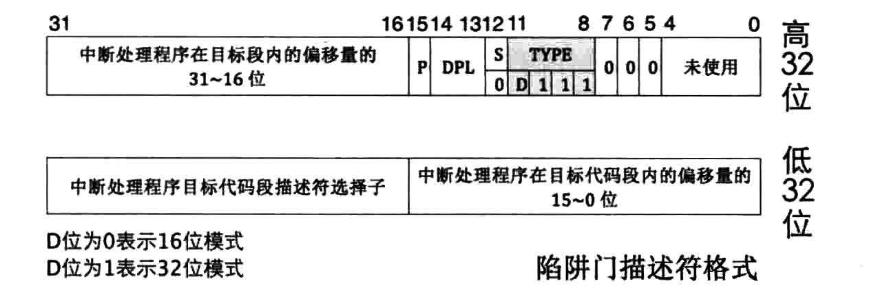 31 16 15 14 13 12 11 8 7 6 5 4 0
中断处理程序在目标段内的偏移量的
31~16 位
P DPL S TYPE 0 0 0 未使用
0 D 1 1 1
高32位
中断处理程序目标代码段描述符选择子
中断处理程序在目标代码段内的偏移量的
15~0 位
低32位
D位为0表示16位模式
D位为1表示32位模式
陷阱门描述符格式